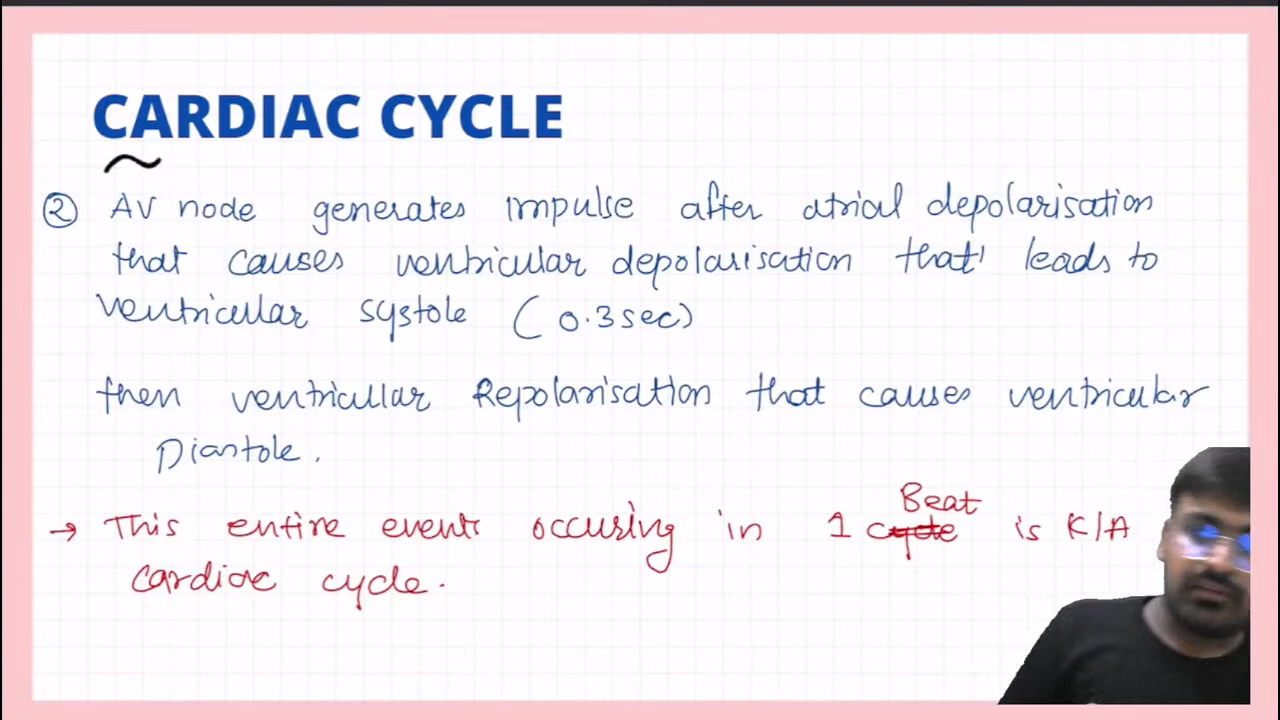 CARDIAC CYCLE
② AV node generates impulse after atrial depolarisation
that causes ventricular depolarisation that leads to
ventricular systole (0.3sec)
then ventricullar Repolarisation that causes ventricular
Diastole.
→ This entire event occuring in 1 cycle Beat is K/A
cardiac cycle.